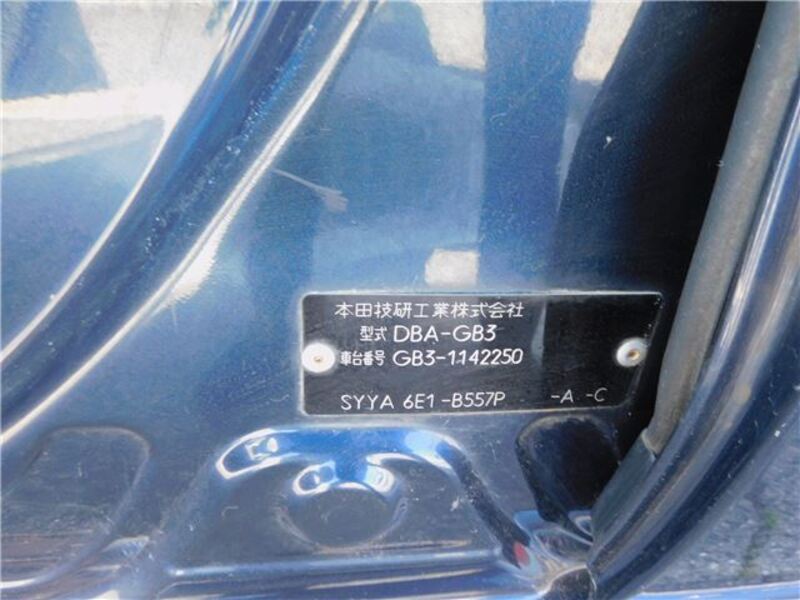 本田技研工業株式会社
型式 DBA-GB3
車台番号 GB3-1142250
SYYA 6E1 -B557P -A -C